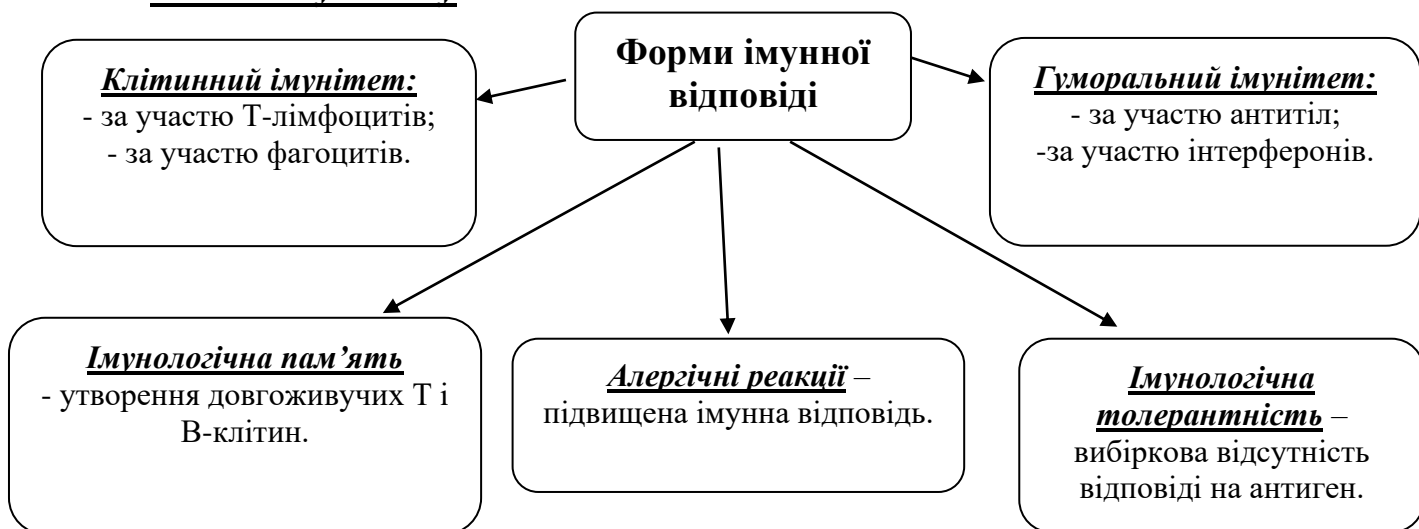 Форми імунної
відповіді
Клітинний імунітет:
- за участю Т-лімфоцитів;
- за участю фагоцитів.
Гуморальний імунітет:
- за участю антитіл;
-за участю інтерферонів.
Імунологічна пам’ять
- утворення довгоживучих Т і
В-клітин.
Алергічні реакції –
підвищена імунна відповідь.
Імунологічна
толерантність –
вибіркова відсутність
відповіді на антиген.